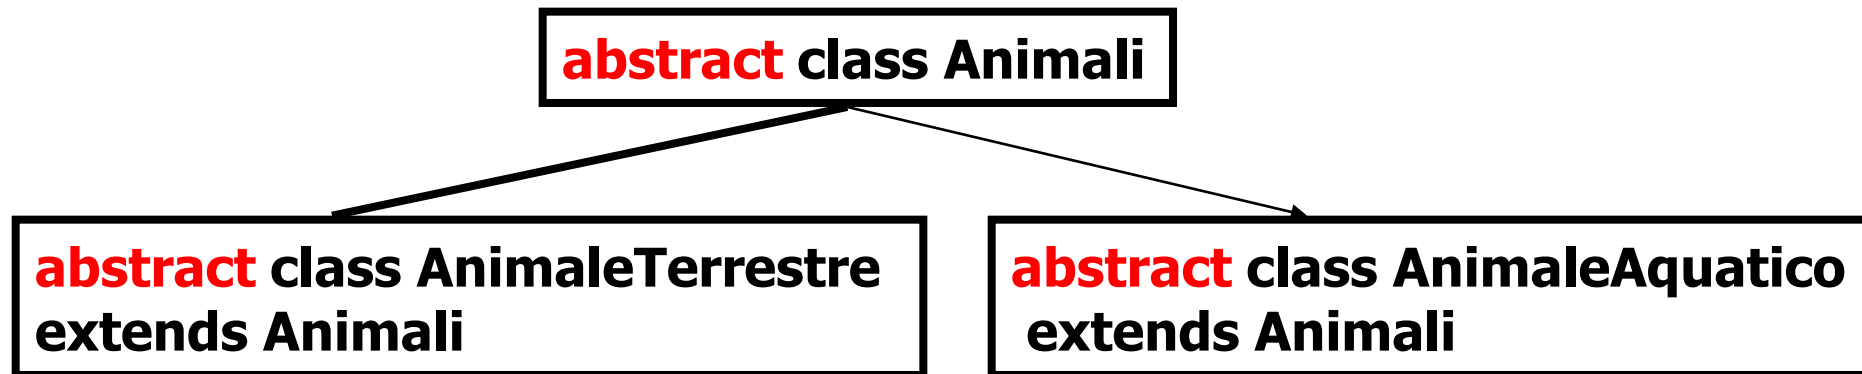 abstract class Animali
abstract class AnimaleTerrestre
extends Animali
abstract class AnimaleAquatico
extends Animali